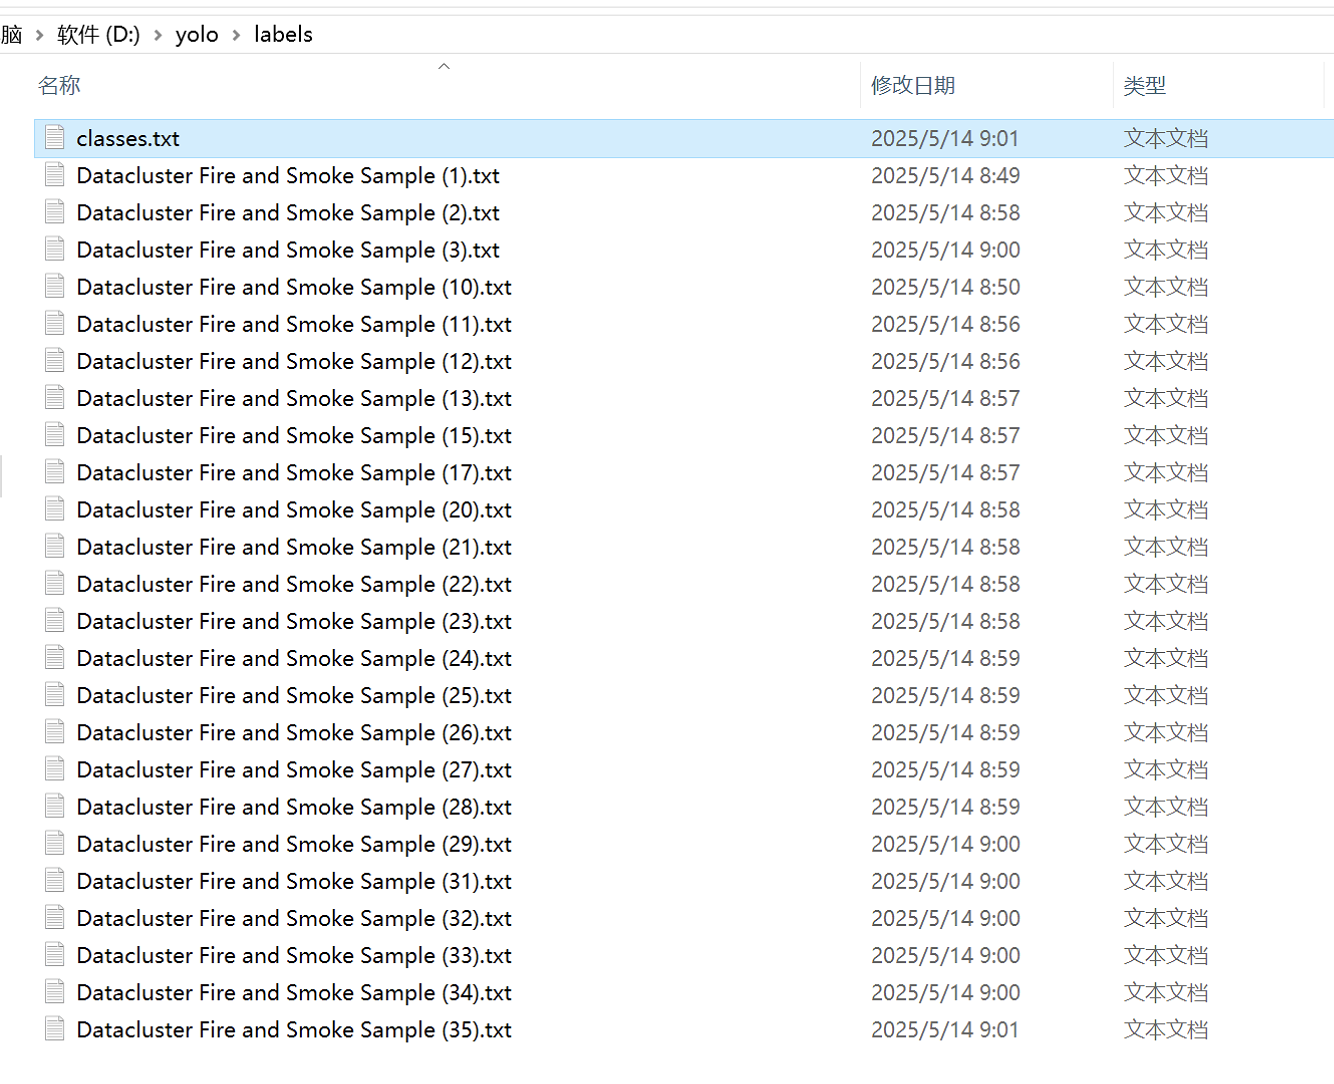 脑 > 软件 (D:) > yolo > labels
名称 修改日期 类型
classes.txt 2025/5/14 9:01 文本文档
Datacluster Fire and Smoke Sample (1).txt 2025/5/14 8:49 文本文档
Datacluster Fire and Smoke Sample (2).txt 2025/5/14 8:58 文本文档
Datacluster Fire and Smoke Sample (3).txt 2025/5/14 9:00 文本文档
Datacluster Fire and Smoke Sample (10).txt 2025/5/14 8:50 文本文档
Datacluster Fire and Smoke Sample (11).txt 2025/5/14 8:56 文本文档
Datacluster Fire and Smoke Sample (12).txt 2025/5/14 8:56 文本文档
Datacluster Fire and Smoke Sample (13).txt 2025/5/14 8:57 文本文档
Datacluster Fire and Smoke Sample (15).txt 2025/5/14 8:57 文本文档
Datacluster Fire and Smoke Sample (17).txt 2025/5/14 8:57 文本文档
Datacluster Fire and Smoke Sample (20).txt 2025/5/14 8:58 文本文档
Datacluster Fire and Smoke Sample (21).txt 2025/5/14 8:58 文本文档
Datacluster Fire and Smoke Sample (22).txt 2025/5/14 8:58 文本文档
Datacluster Fire and Smoke Sample (23).txt 2025/5/14 8:58 文本文档
Datacluster Fire and Smoke Sample (24).txt 2025/5/14 8:59 文本文档
Datacluster Fire and Smoke Sample (25).txt 2025/5/14 8:59 文本文档
Datacluster Fire and Smoke Sample (26).txt 2025/5/14 8:59 文本文档
Datacluster Fire and Smoke Sample (27).txt 2025/5/14 8:59 文本文档
Datacluster Fire and Smoke Sample (28).txt 2025/5/14 8:59 文本文档
Datacluster Fire and Smoke Sample (29).txt 2025/5/14 9:00 文本文档
Datacluster Fire and Smoke Sample (31).txt 2025/5/14 9:00 文本文档
Datacluster Fire and Smoke Sample (32).txt 2025/5/14 9:00 文本文档
Datacluster Fire and Smoke Sample (33).txt 2025/5/14 9:00 文本文档
Datacluster Fire and Smoke Sample (34).txt 2025/5/14 9:00 文本文档
Datacluster Fire and Smoke Sample (35).txt 2025/5/14 9:01 文本文档